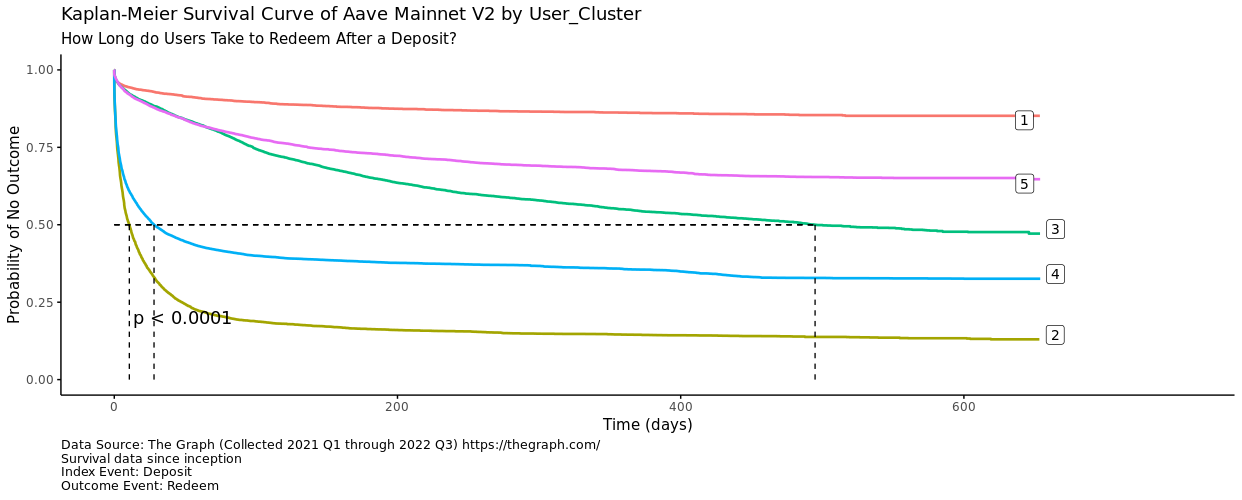 Kaplan-Meier Survival Curve of Aave Mainnet V2 by User_Cluster
How Long do Users Take to Redeem After a Deposit?
Probability of No Outcome
1.00
0.75
0.50
0.25
0.00
1
5
3
4
2
p < 0.0001
0
200
400
600
Time (days)
Data Source: The Graph (Collected 2021 Q1 through 2022 Q3) https://thegraph.com/
Survival data since inception
Index Event: Deposit
Outcome Event: Redeem